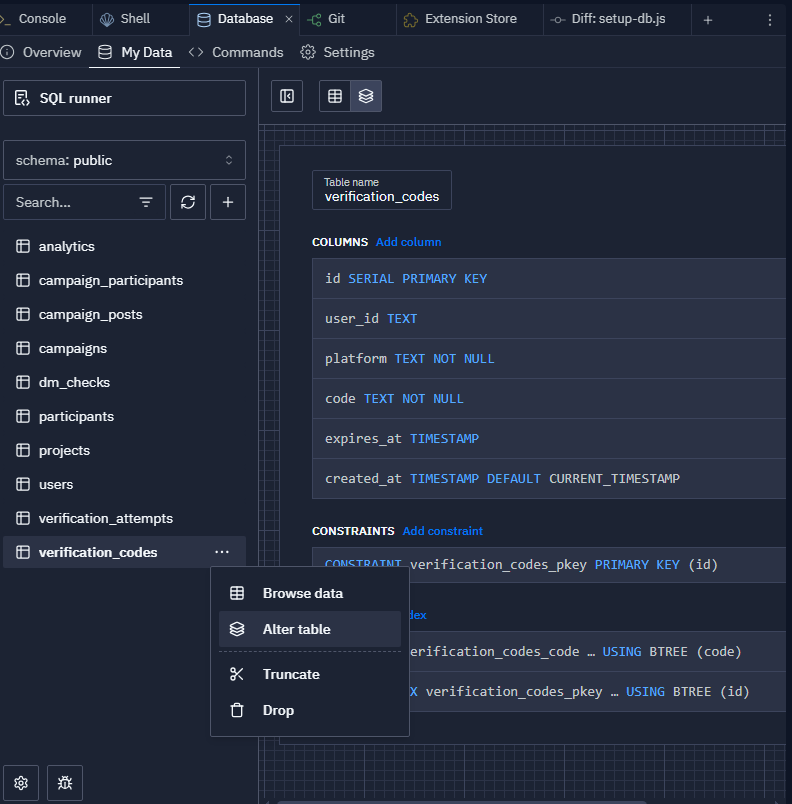 Console
Shell
Database
Git
Extension Store
Diff: setup-db.js
Overview
My Data
Commands
Settings
SQL runner
schema: public
Search...
analytics
campaign_participants
campaign_posts
campaigns
dm_checks
participants
projects
users
verification_attempts
verification_codes
Browse data
Alter table
Truncate
Drop
Table name
verification_codes
COLUMNS Add column
id SERIAL PRIMARY KEY
user_id TEXT
platform TEXT NOT NULL
code TEXT NOT NULL
expires_at TIMESTAMP
created_at TIMESTAMP DEFAULT CURRENT_TIMESTAMP
CONSTRAINTS Add constraint
CONSTRAINT verification_codes_pkey PRIMARY KEY (id)
dex
erification_codes_code … USING BTREE (code)
X verification_codes_pkey … USING BTREE (id)